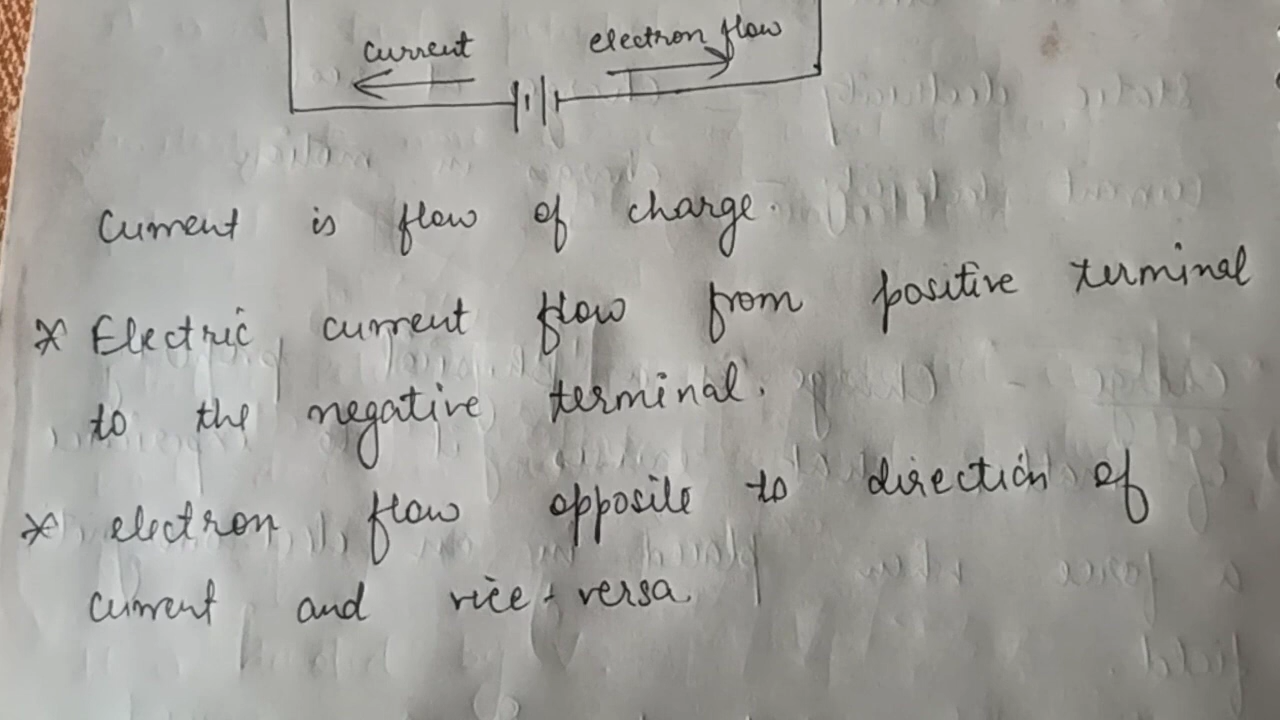 current
electron flow
Current is flow of charge.
* Electric current flow from positive terminal
to the negative terminal.
* electron flow opposite to direction of
current and vice-versa